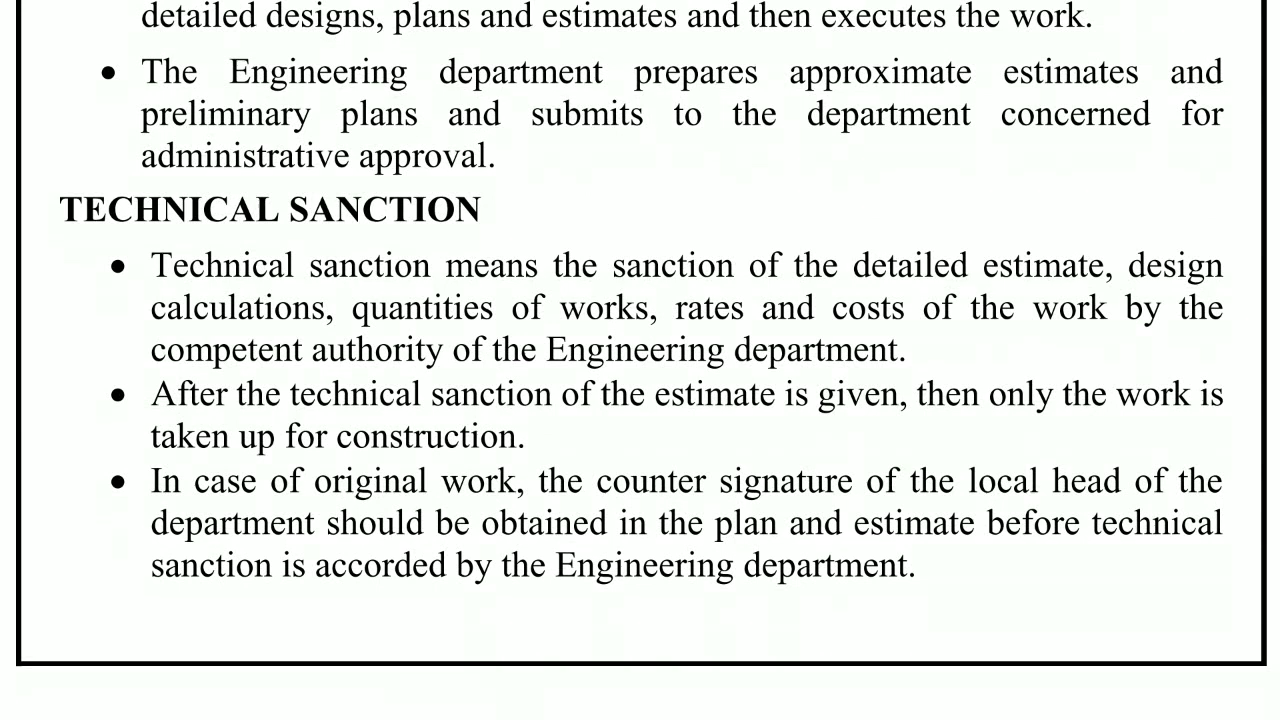 detailed designs, plans and estimates and then executes the work.
• The Engineering department prepares approximate estimates and
preliminary plans and submits to the department concerned for
administrative approval.
TECHNICAL SANCTION
• Technical sanction means the sanction of the detailed estimate, design
calculations, quantities of works, rates and costs of the work by the
competent authority of the Engineering department.
• After the technical sanction of the estimate is given, then only the work is
taken up for construction.
• In case of original work, the counter signature of the local head of the
department should be obtained in the plan and estimate before technical
sanction is accorded by the Engineering department.